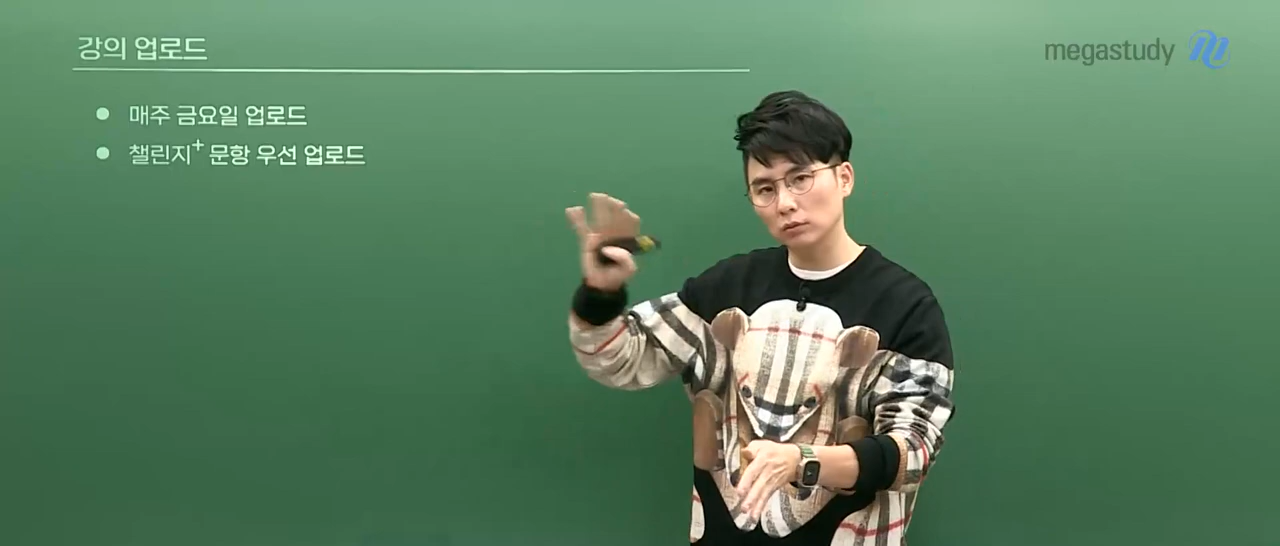 강의 업로드
megastudy
매주 금요일 업로드
챌린지+ 문항 우선 업로드